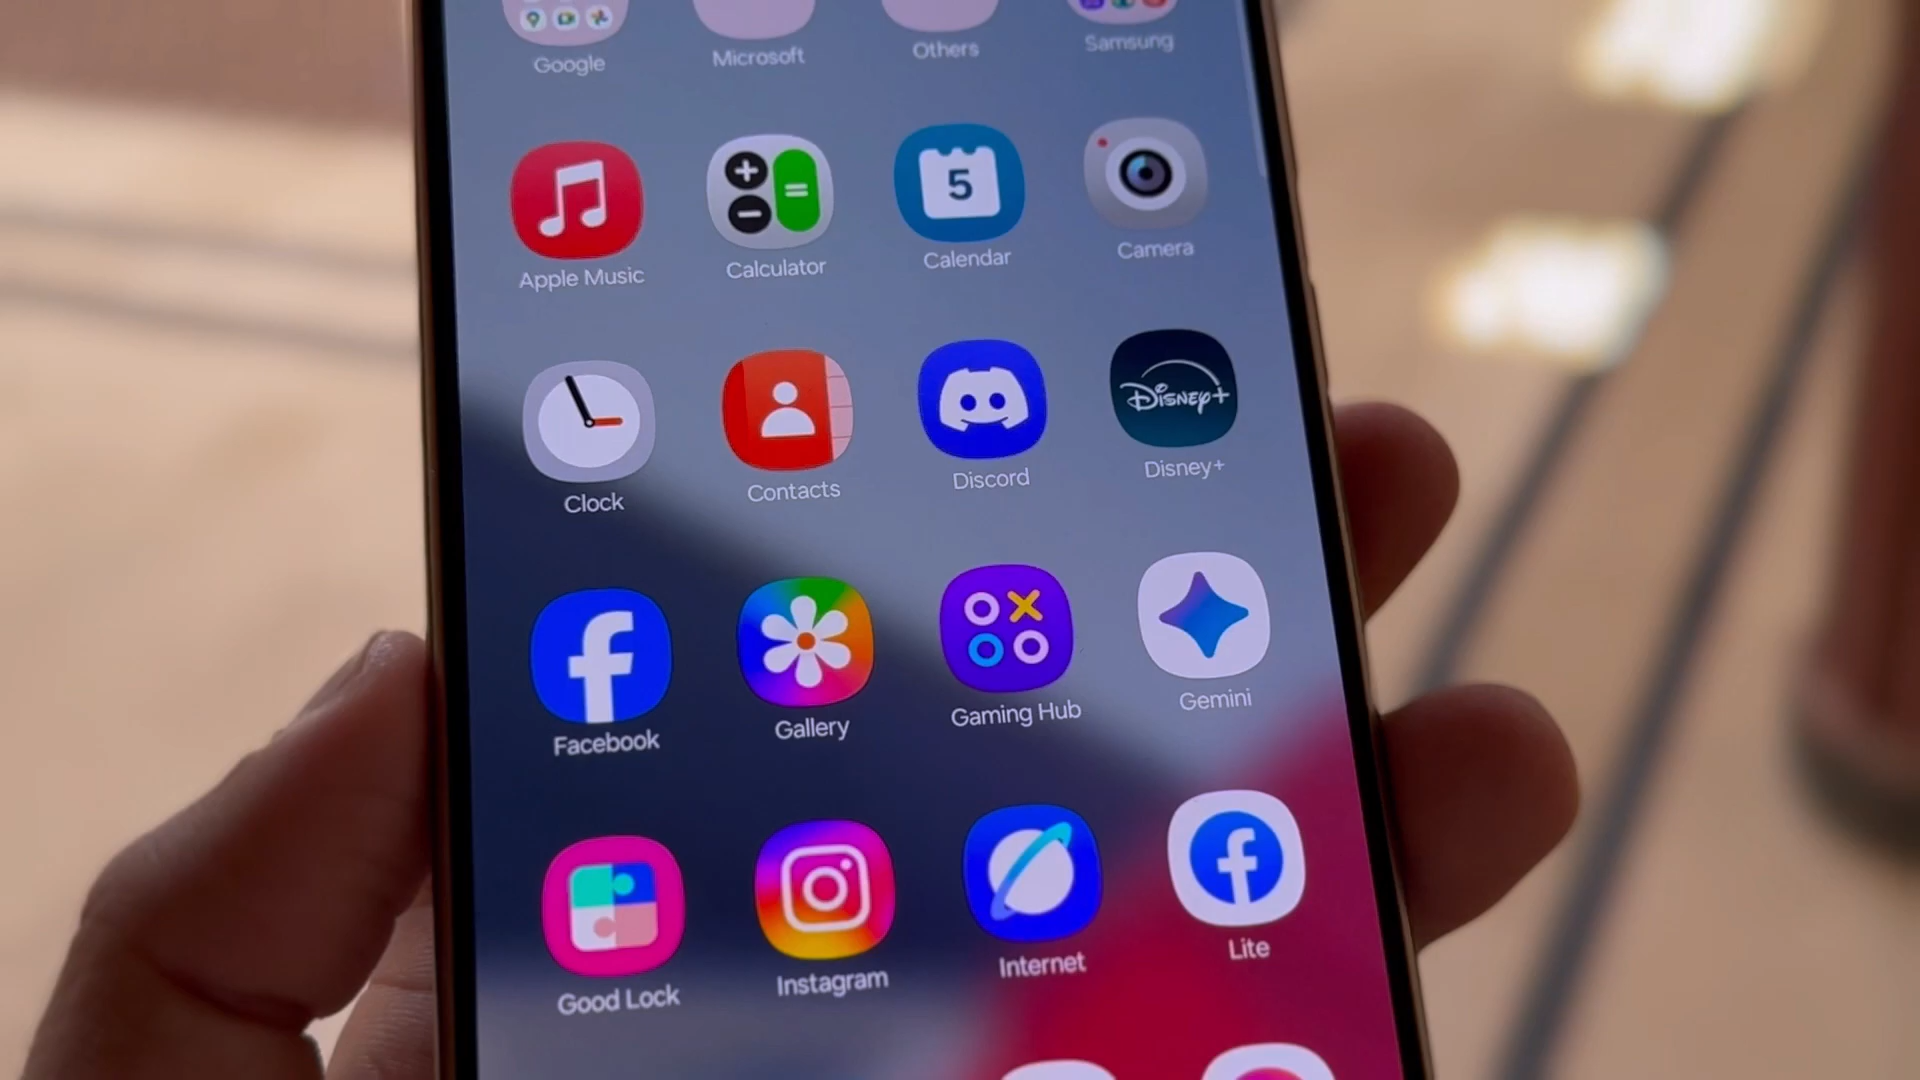 Google
Microsoft
Others
Samsung
5
Apple Music
Calculator
Calendar
Camera
Disney+
Clock
Contacts
Discord
Disney+
Facebook
Gallery
Gaming Hub
Gemini
Good Lock
Instagram
Internet
Lite